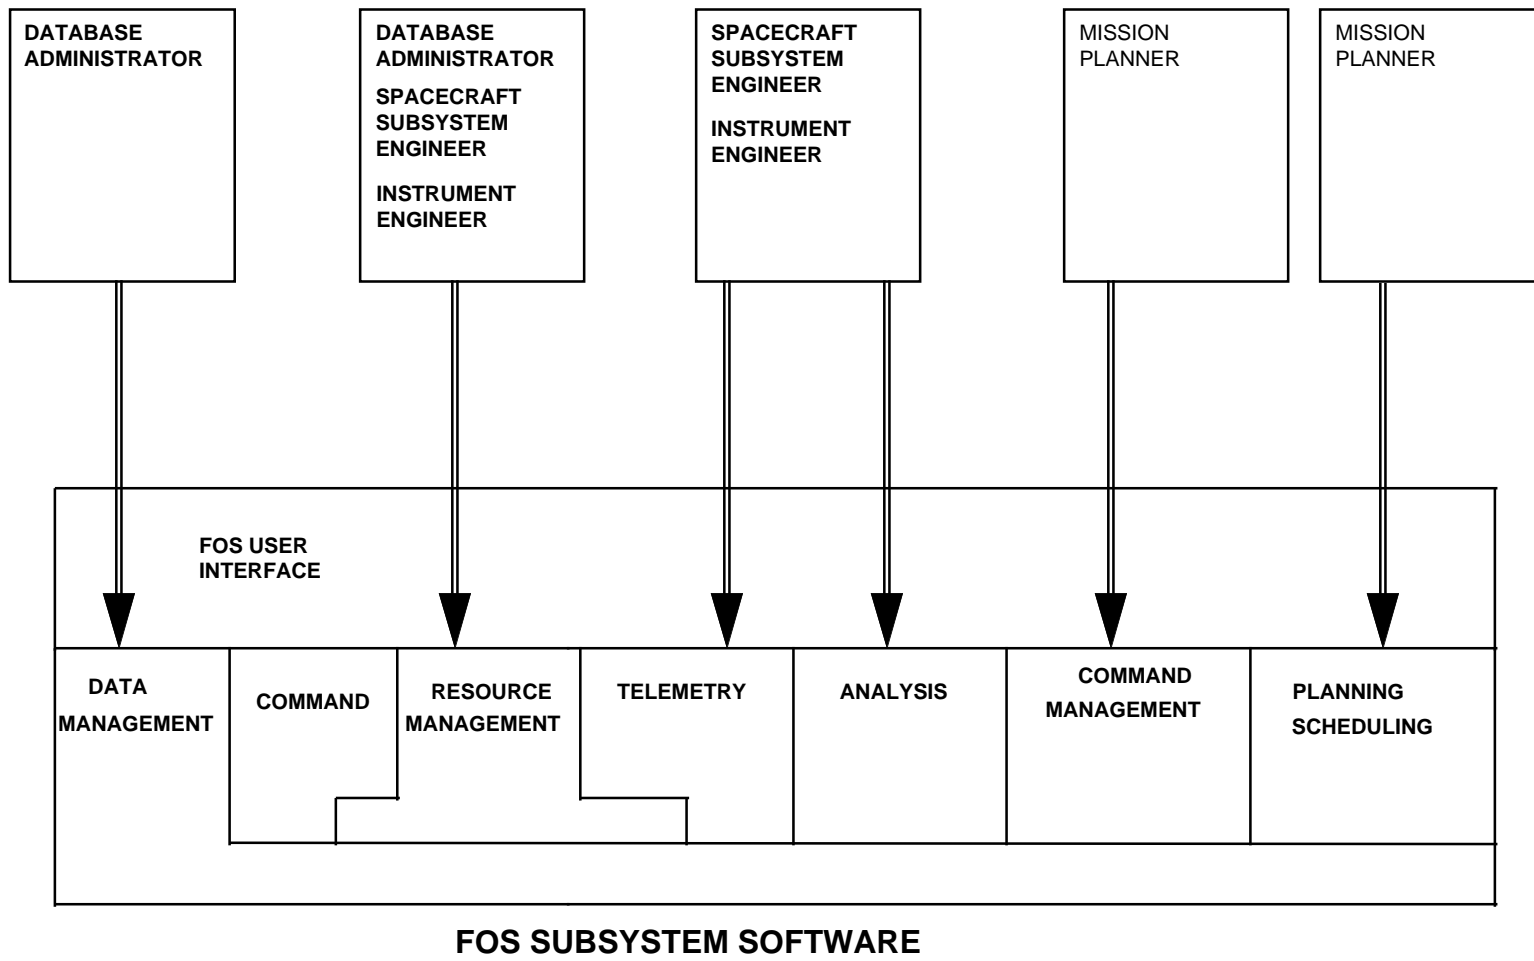 DATABASE
ADMINISTRATOR
DATABASE
ADMINISTRATOR
SPACECRAFT
SUBSYSTEM
ENGINEER
INSTRUMENT
ENGINEER
SPACECRAFT
SUBSYSTEM
ENGINEER
INSTRUMENT
ENGINEER
MISSION
PLANNER
MISSION
PLANNER
FOS USER
INTERFACE
DATA
MANAGEMENT
COMMAND
RESOURCE
MANAGEMENT
TELEMETRY
ANALYSIS
COMMAND
MANAGEMENT
PLANNING
SCHEDULING
FOS SUBSYSTEM SOFTWARE